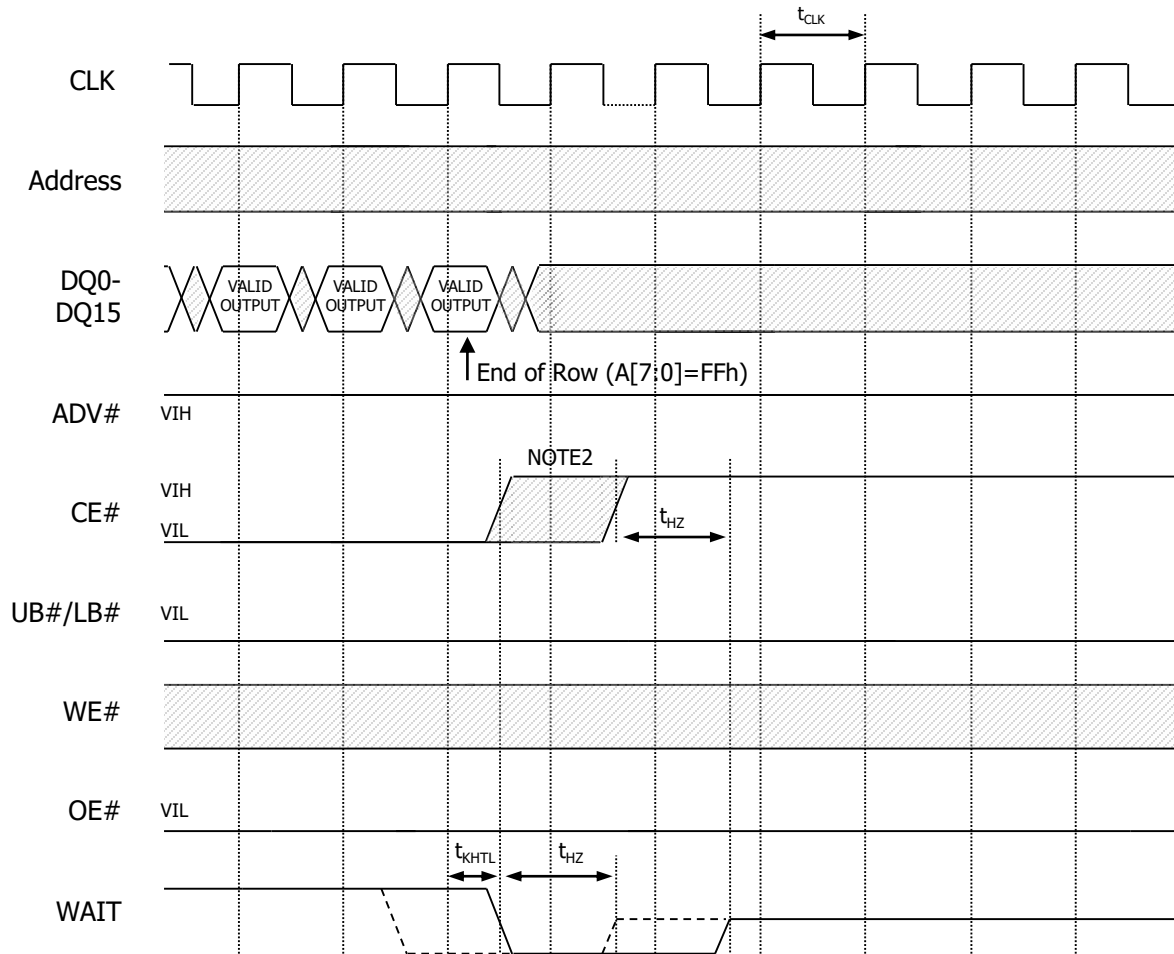 tCLK
CLK
Address
DQ0-
DQ15
VALID
OUTPUT
VALID
OUTPUT
VALID
OUTPUT
End of Row (A[7:0]=FFh)
ADV#
VIH
NOTE2
CE#
VIH
VIL
tHZ
UB#/LB#
VIL
WE#
OE#
VIL
tKHTL
tHZ
WAIT